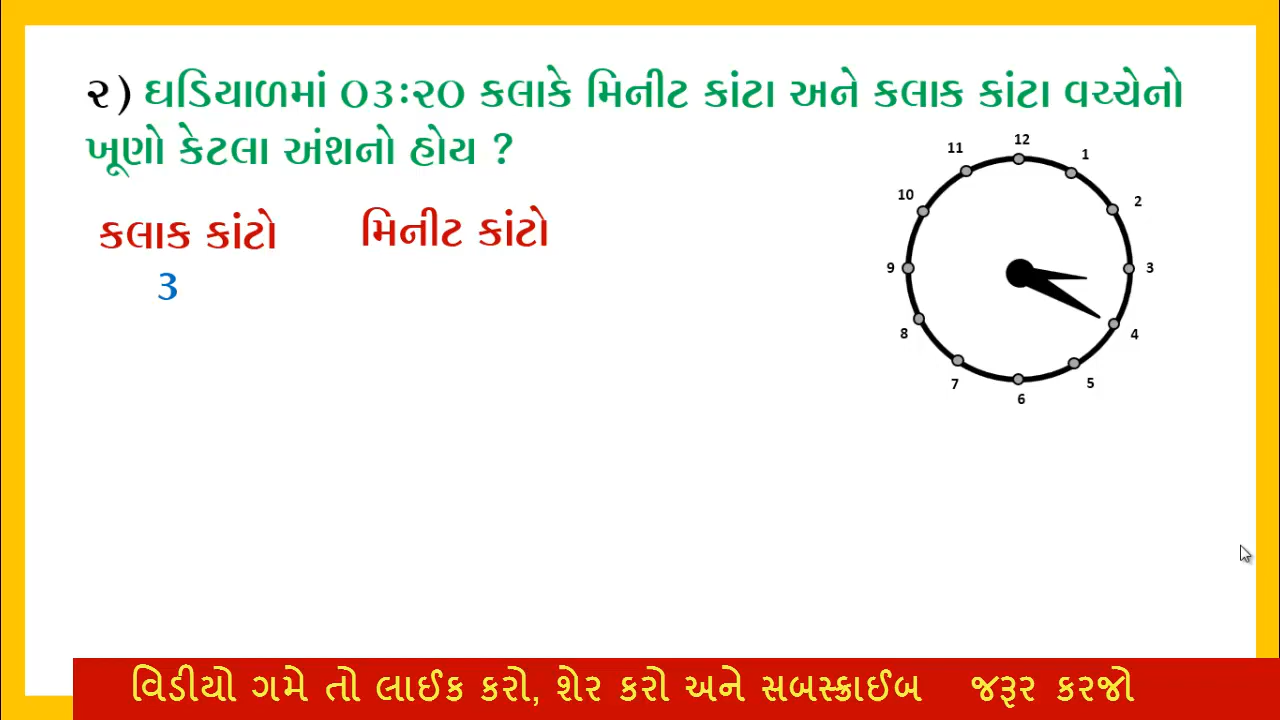 ૨) ઘડિયાળમાં ૦૩:૨૦ કલાકે મિનીટ કાંટા અને કલાક કાંટા વચ્ચેનો
ખૂણો કેટલા અંશનો હોય ?
કલાક કાંટો મિનીટ કાંટો
૩
12
11 1
10 2
9 3
8 4
7 5
6
વિડીયો ગમે તો લાઈક કરો, શેર કરો અને સબસ્ક્રાઈબ જરૂર કરજો